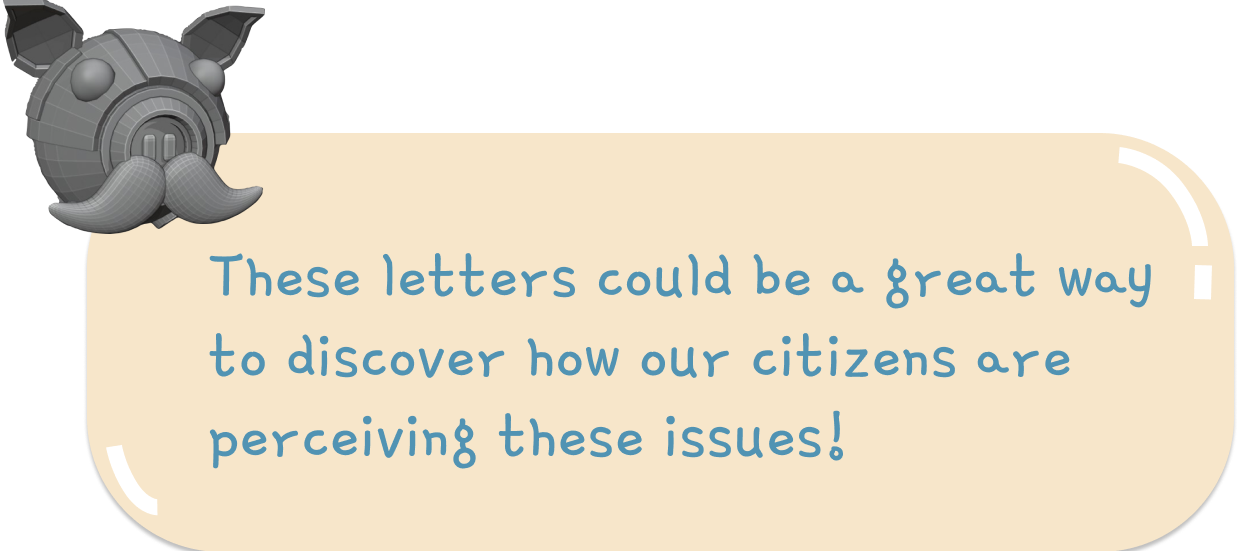 These letters could be a great way
to discover how our citizens are
perceiving these issues!